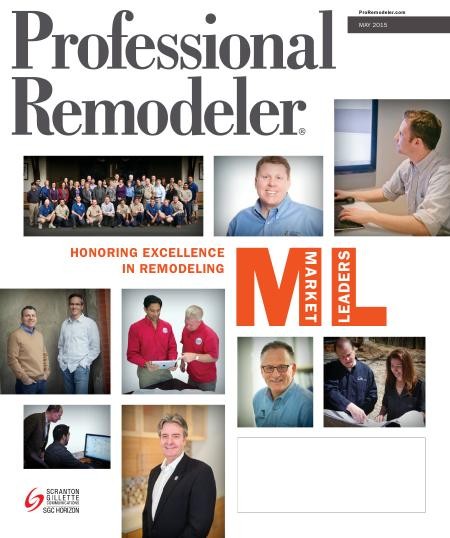 Professional
Remodeler®
ProRemodeler.com
MAY 2015
HONORING EXCELLENCE
IN REMODELING
ML
MARKET
LEADERS
SCRANTON
GILLETTE
COMMUNICATIONS
SGC HORIZON